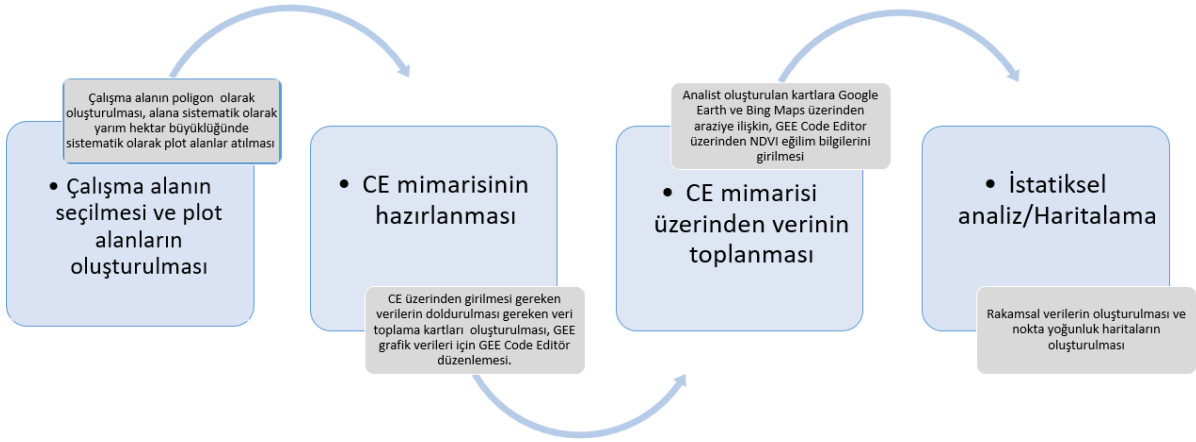 Çalışma alanın poligon olarak
oluşturulması, alana sistematik olarak
yarım hektar büyüklüğünde
sistematik olarak plot alanlar atılması
• Çalışma alanın
seçilmesi ve plot
alanların
oluşturulması
• CE mimarisinin
hazırlanması
CE üzerinden girilmesi gereken
verilerin doldurulması gereken veri
toplama kartları oluşturulması, GEE
grafik verileri için GEE Code Editör
düzenlemesi.
Analist oluşturulan kartlara Google
Earth ve Bing Maps üzerinden
araziye ilişkin, GEE Code Editor
üzerinden NDVI eğilim bilgilerini
girilmesi
• CE mimarisi
üzerinden verinin
toplanması
• İstatiksel
analiz/Haritalama
Rakamsal verilerin oluşturulması ve
nokta yoğunluk haritaların
oluşturulması